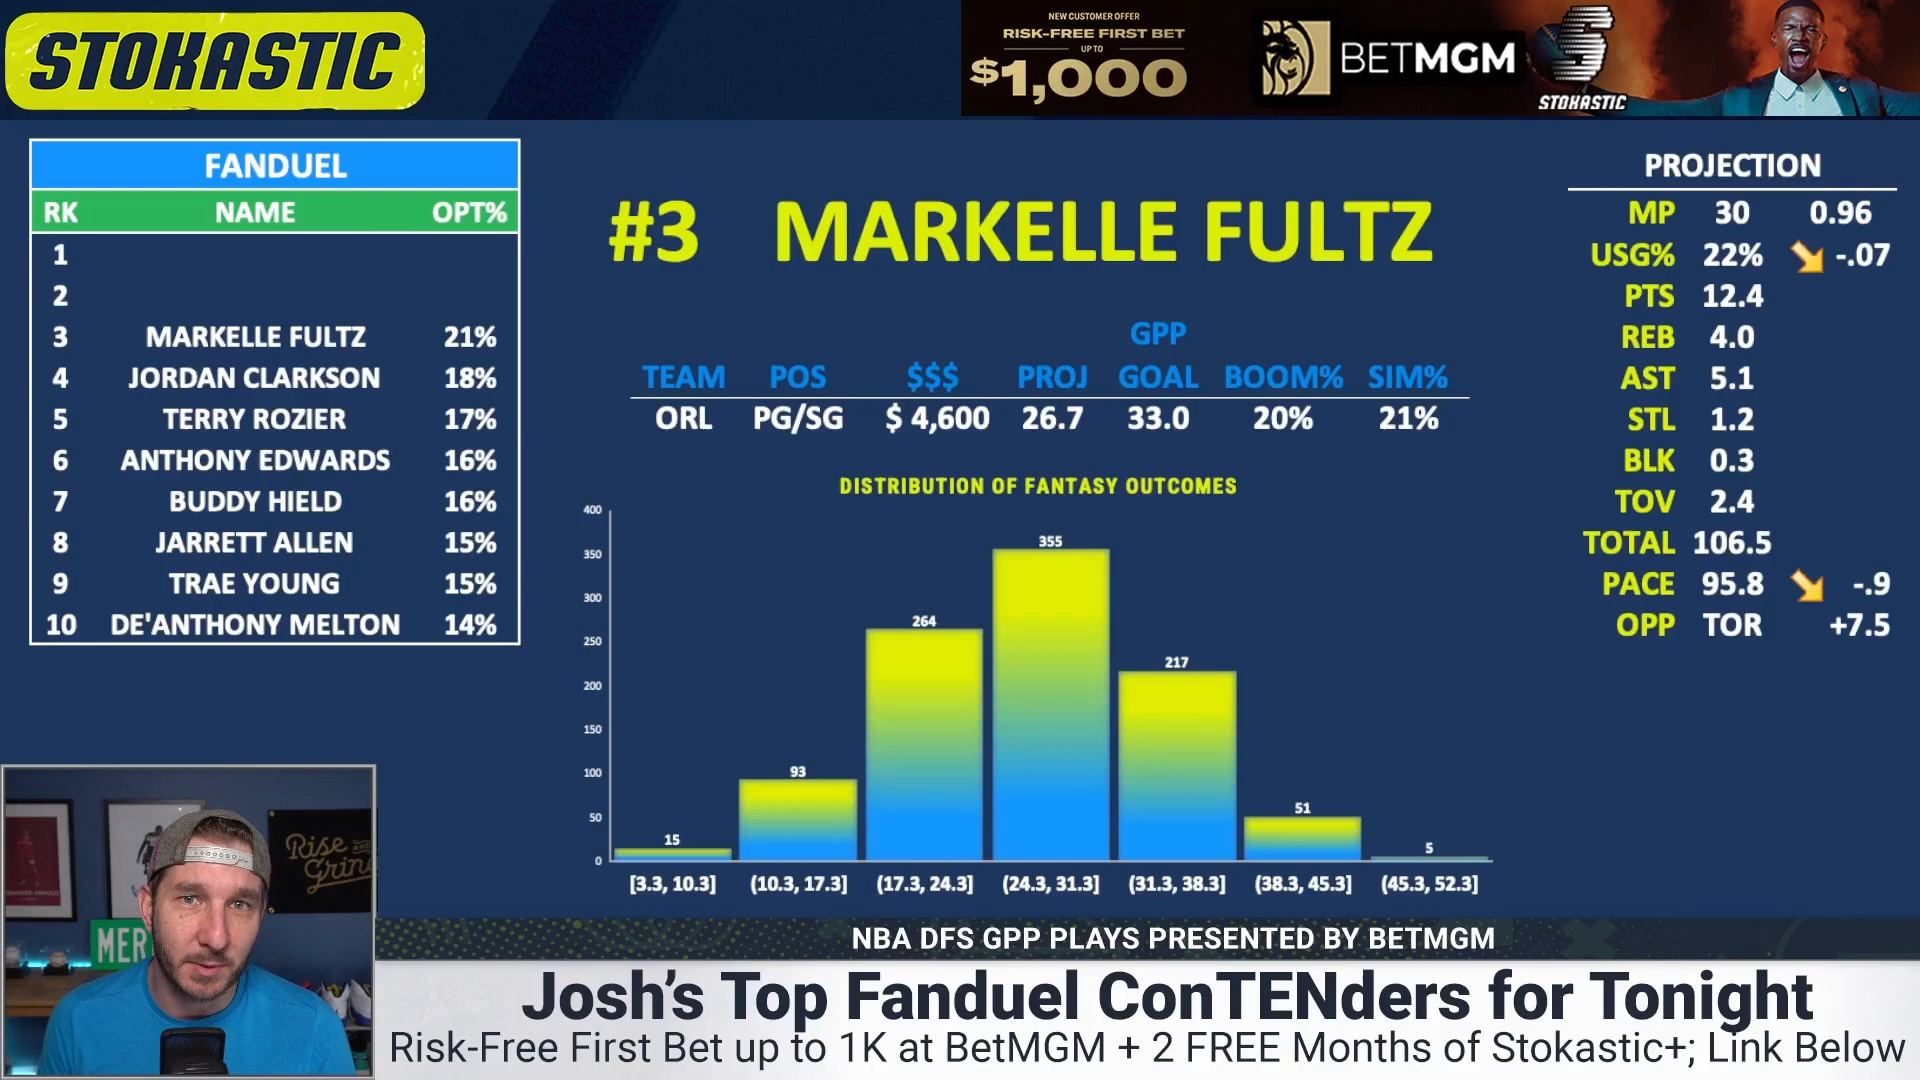 STOKASTIC
NEW CUSTOMER OFFER
RISK-FREE FIRST BET
UP TO
$1,000
BETMGM
STOKASTIC
FANDUEL
RK NAME OPT%
1
2
3 MARKELLE FULTZ 21%
4 JORDAN CLARKSON 18%
5 TERRY ROZIER 17%
6 ANTHONY EDWARDS 16%
7 BUDDY HIELD 16%
8 JARRETT ALLEN 15%
9 TRAE YOUNG 15%
10 DE'ANTHONY MELTON 14%
#3 MARKELLE FULTZ
GPP
TEAM POS $$$ PROJ GOAL BOOM% SIM%
ORL PG/SG $ 4,600 26.7 33.0 20% 21%
DISTRIBUTION OF FANTASY OUTCOMES
400
350
300
250
200
150
100
50
0
15
93
264
355
217
51
5
[3.3, 10.3] (10.3, 17.3] (17.3, 24.3] (24.3, 31.3] (31.3, 38.3] (38.3, 45.3] (45.3, 52.3]
PROJECTION
MP 30 0.96
USG% 22% -.07
PTS 12.4
REB 4.0
AST 5.1
STL 1.2
BLK 0.3
TOV 2.4
TOTAL 106.5
PACE 95.8 -.9
OPP TOR +7.5
Rise
Grin
MER
NBA DFS GPP PLAYS PRESENTED BY BETMGM
Josh's Top Fanduel ConTENders for Tonight
Risk-Free First Bet up to 1K at BetMGM + 2 FREE Months of Stokastic+; Link Below